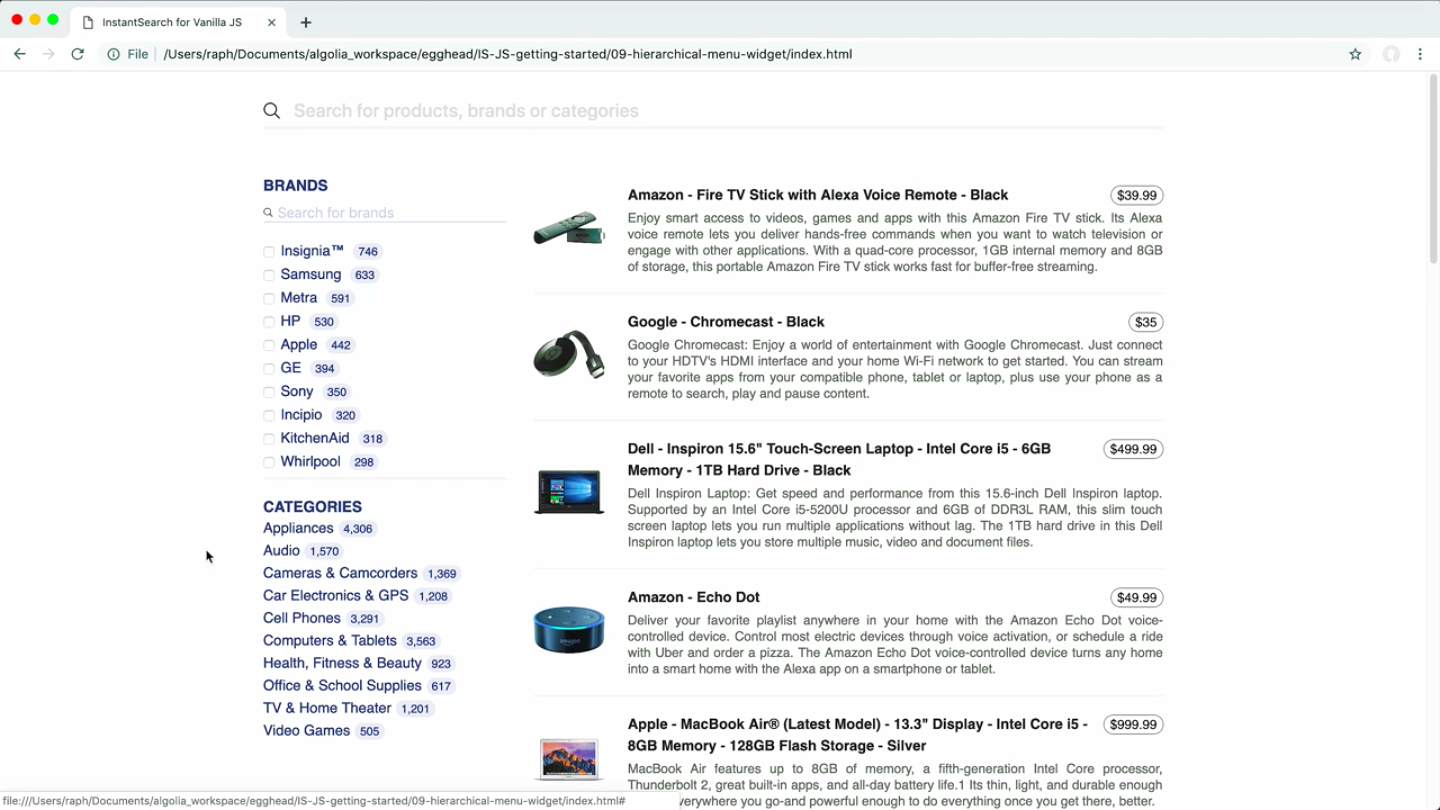 InstantSearch for Vanilla JS
File /Users/raph/Documents/algolia_workspace/egghead/IS-JS-getting-started/09-hierarchical-menu-widget/index.html
Search for products, brands or categories
BRANDS
Search for brands
Insignia™ 746
Samsung 633
Metra 591
HP 530
Apple 442
GE 394
Sony 350
Incipio 320
KitchenAid 318
Whirlpool 298
CATEGORIES
Appliances 4,306
Audio 1,570
Cameras & Camcorders 1,369
Car Electronics & GPS 1,208
Cell Phones 3,291
Computers & Tablets 3,563
Health, Fitness & Beauty 923
Office & School Supplies 617
TV & Home Theater 1,201
Video Games 505
Amazon - Fire TV Stick with Alexa Voice Remote - Black $39.99
Enjoy smart access to videos, games and apps with this Amazon Fire TV stick. Its Alexa
voice remote lets you deliver hands-free commands when you want to watch television or
engage with other applications. With a quad-core processor, 1GB internal memory and 8GB
of storage, this portable Amazon Fire TV stick works fast for buffer-free streaming.
Google - Chromecast - Black $35
Google Chromecast: Enjoy a world of entertainment with Google Chromecast. Just connect
to your HDTV's HDMI interface and your home Wi-Fi network to get started. You can stream
your favorite apps from your compatible phone, tablet or laptop, plus use your phone as a
remote to search, play and pause content.
Dell - Inspiron 15.6" Touch-Screen Laptop - Intel Core i5 - 6GB $499.99
Memory - 1TB Hard Drive - Black
Dell Inspiron Laptop: Get speed and performance from this 15.6-inch Dell Inspiron laptop.
Supported by an Intel Core i5-5200U processor and 6GB of DDR3L RAM, this slim touch
screen laptop lets you run multiple applications without lag. The 1TB hard drive in this Dell
Inspiron laptop lets you store multiple music, video and document files.
Amazon - Echo Dot $49.99
Deliver your favorite playlist anywhere in your home with the Amazon Echo Dot voice-
controlled device. Control most electric devices through voice activation, or schedule a ride
with Uber and order a pizza. The Amazon Echo Dot voice-controlled device turns any home
into a smart home with the Alexa app on a smartphone or tablet.
amazon
Apple - MacBook Air® (Latest Model) - 13.3" Display - Intel Core i5 - $999.99
8GB Memory - 128GB Flash Storage - Silver
MacBook Air features up to 8GB of memory, a fifth-generation Intel Core processor,
Thunderbolt 2, great built-in apps, and all-day battery life.1 Its thin, light, and durable enough
verywhere you go-and powerful enough to do everything once you get there, better.
file:///Users/raph/Documents/algolia_workspace/egghead/IS-JS-getting-started/09-hierarchical-menu-widget/index.html#